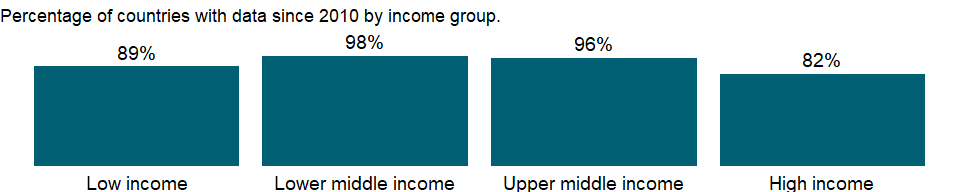 Percentage of countries with data since 2010 by income group.
89%
98%
96%
82%
Low income
Lower middle income
Upper middle income
High income